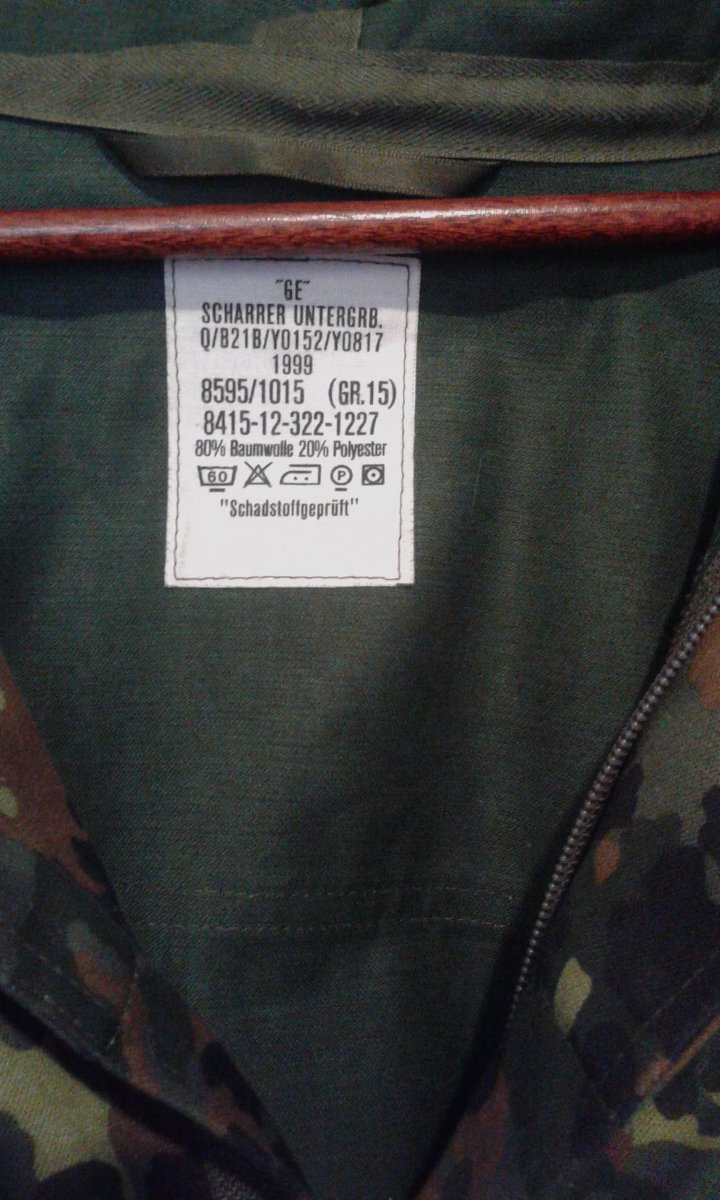 "GE"
SCHARRER UNTERGRB.
Q/B21B/Y0152/Y0817
1999
8595/1015 (GR.15)
8415-12-322-1227
80% Baumwolle 20% Polyester
60 P
"Schadstoffgeprüft"